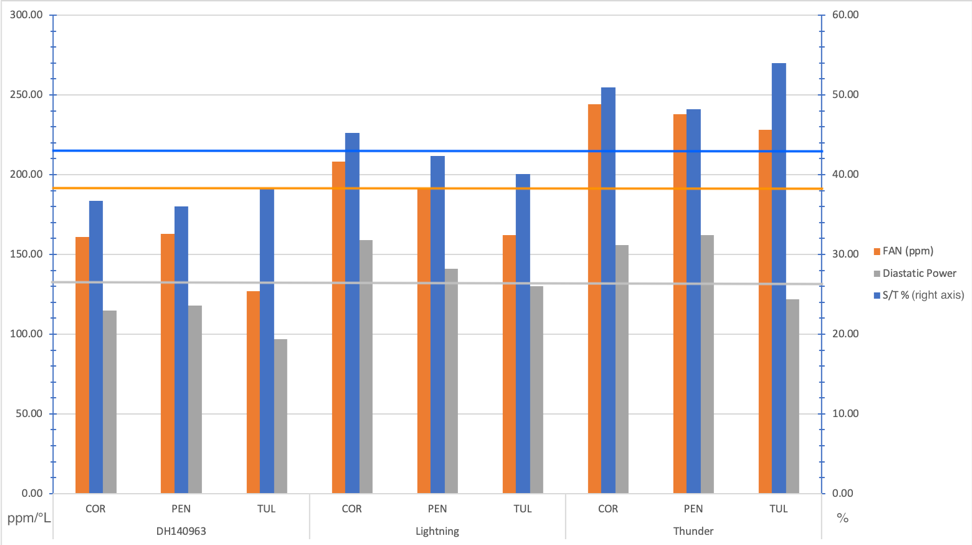 300.00
250.00
200.00
150.00
100.00
50.00
0.00
ppm/°L
60.00
50.00
40.00
30.00
20.00
10.00
0.00
%
COR PEN TUL COR PEN TUL COR PEN TUL
DH140963 Lightning Thunder
FAN (ppm)
Diastatic Power
S/T % (right axis)